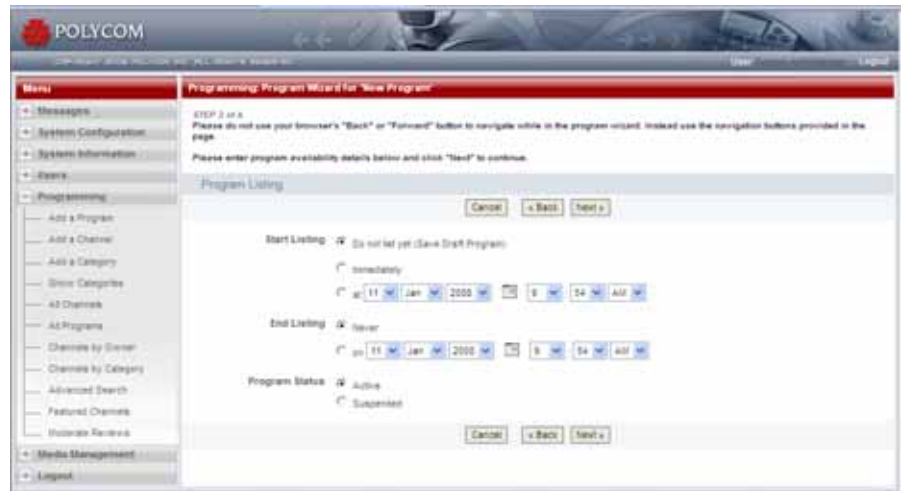 POLYCOM
User
Logout
Menu
Programming: Program Wizard for 'New Program'
Messages
System Configuration
System Information
Users
Programming
Add a Program
Add a Channel
Add a Category
Show Categories
All Channels
All Programs
Channels by Owner
Channels by Category
Advanced Search
Featured Channels
Moderate Reviews
Media Management
Logout
Please do not use your browser's "Back" or "Forward" button to navigate while in the program wizard. Instead use the navigation buttons provided in the
page.
Please enter program availability details below and click "Next" to continue.
Program Listing
Cancel « Back Next »
Start Listing Do not list yet (Save Draft Program)
Immediately
at 11 Jan 2008 9 54 AM
End Listing Never
on 11 Jan 2008 9 54 AM
Program Status Active
Suspended
Cancel « Back Next »